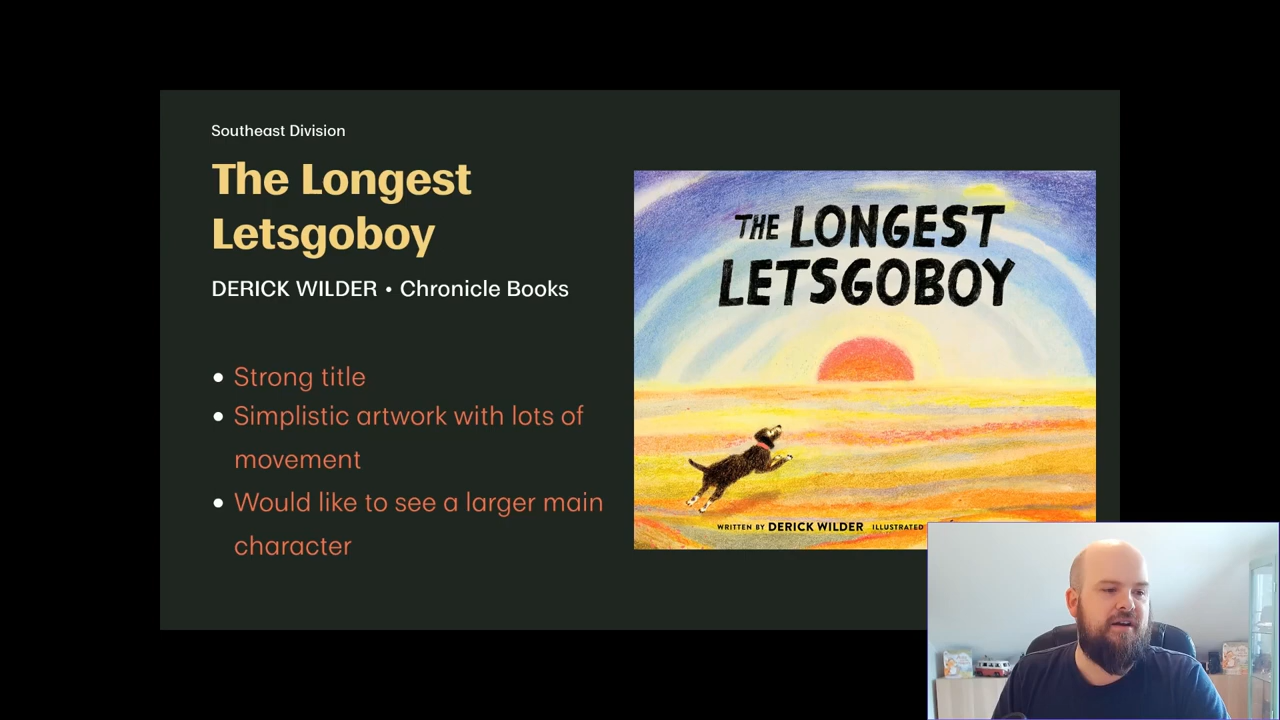 Southeast Division
The Longest
Letsgoboy
DERICK WILDER • Chronicle Books
• Strong title
• Simplistic artwork with lots of
movement
• Would like to see a larger main
character
THE LONGEST
LETSGOBOY
WRITTEN BY DERICK WILDER ILLUSTRATED